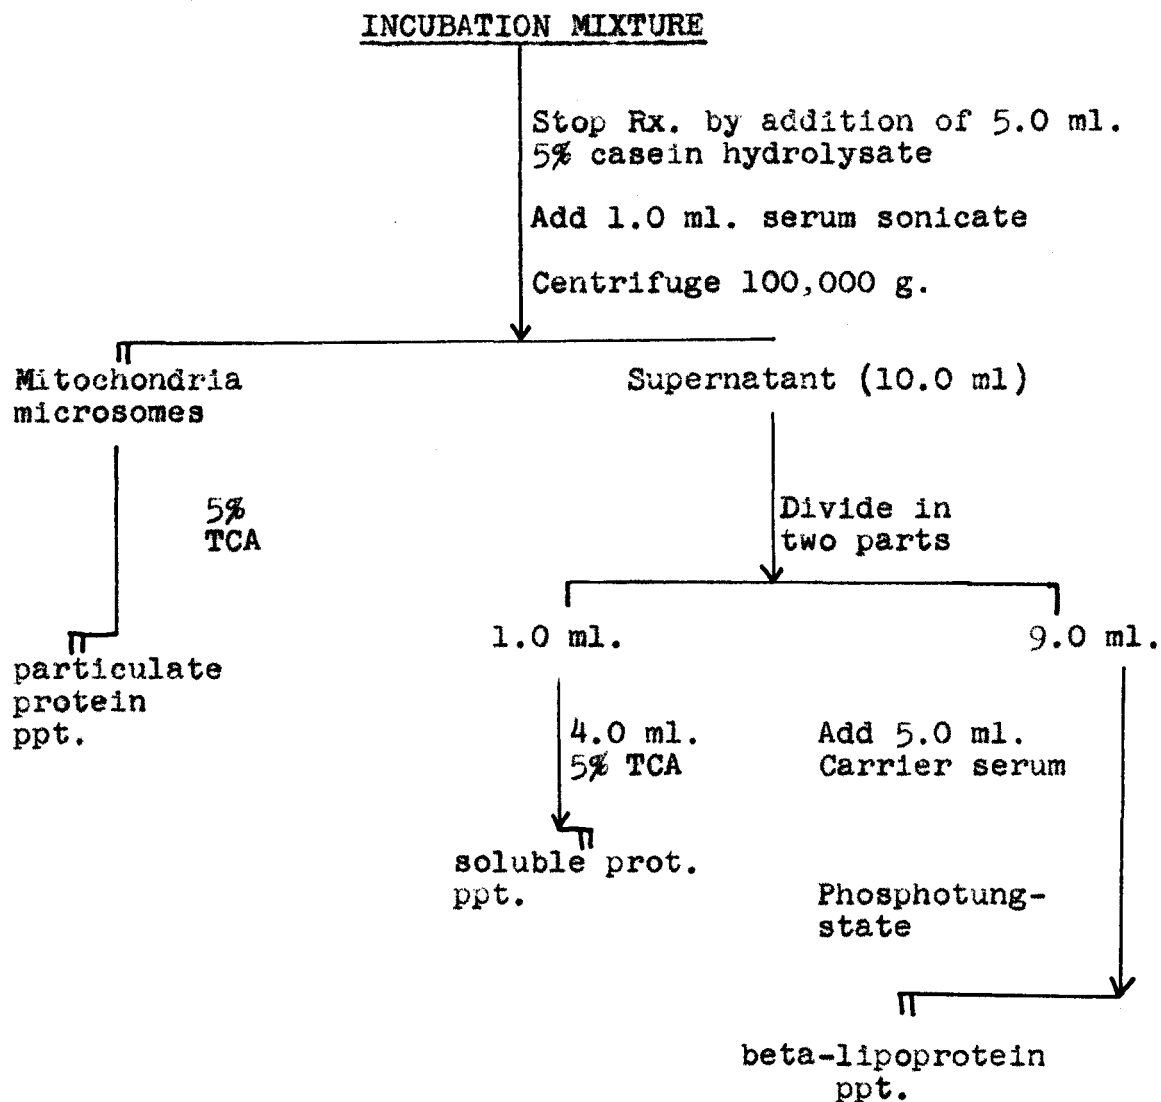 INCUBATION MIXTURE
Stop Rx. by addition of 5.0 ml.
5% casein hydrolysate
Add 1.0 ml. serum sonicate
Centrifuge 100,000 g.
Mitochondria
microsomes
Supernatant (10.0 ml)
5%
TCA
Divide in
two parts
1.0 ml.
9.0 ml.
particulate
protein
ppt.
4.0 ml.
5% TCA
Add 5.0 ml.
Carrier serum
soluble prot.
ppt.
Phosphotung-
state
beta-lipoprotein
ppt.